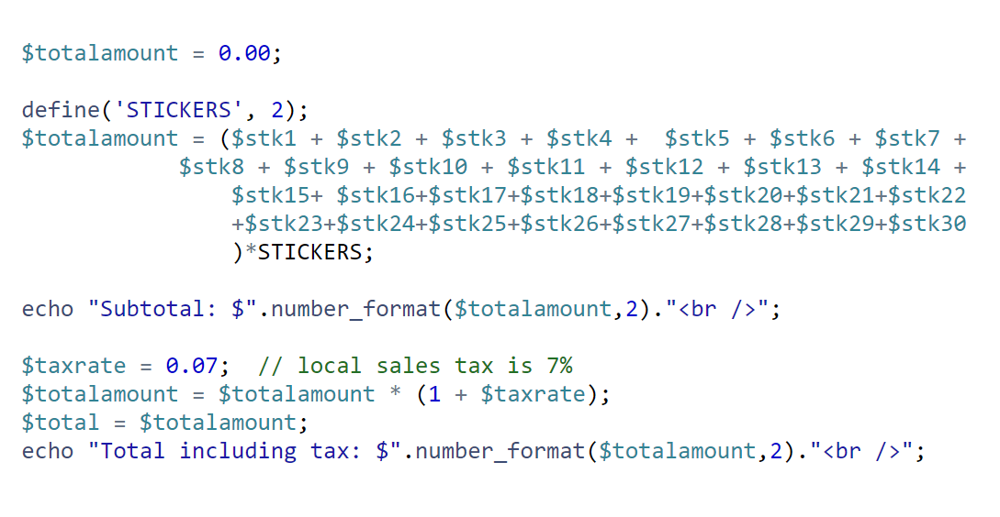 $totalamount = 0.00;
define('STICKERS', 2);
$totalamount = ($stk1 + $stk2 + $stk3 + $stk4 +  $stk5 + $stk6 + $stk7 +
$stk8 + $stk9 + $stk10 + $stk11 + $stk12 + $stk13 + $stk14 +
$stk15+ $stk16+$stk17+$stk18+$stk19+$stk20+$stk21+$stk22
+$stk23+$stk24+$stk25+$stk26+$stk27+$stk28+$stk29+$stk30
)*STICKERS;
echo "Subtotal: $".number_format($totalamount,2)."<br />";
$taxrate = 0.07;  // local sales tax is 7%
$totalamount = $totalamount * (1 + $taxrate);
$total = $totalamount;
echo "Total including tax: $".number_format($totalamount,2)."<br />";